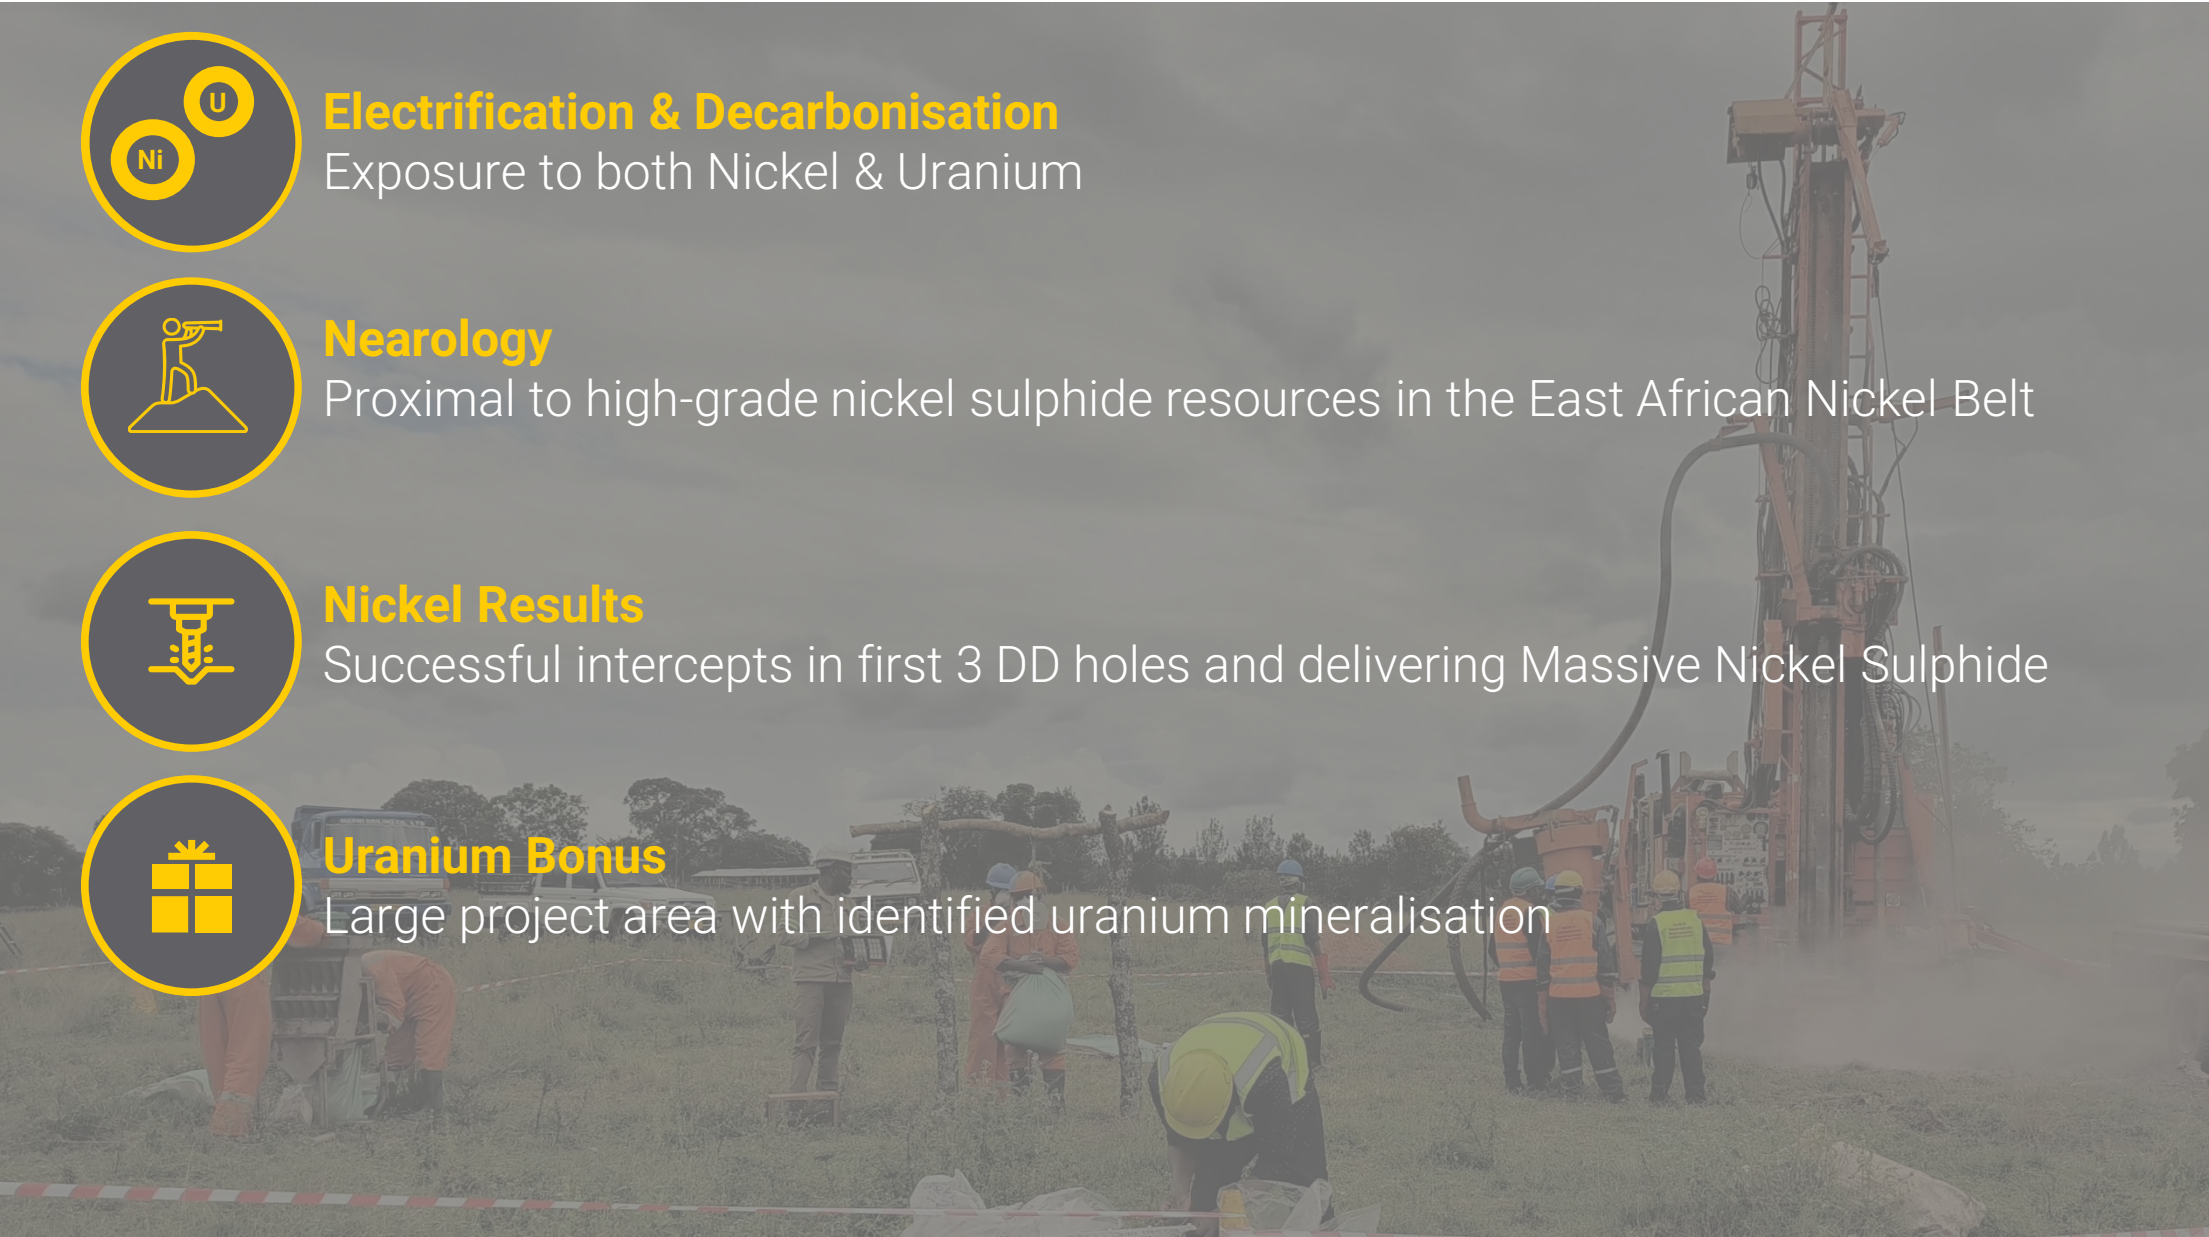 U
Ni
Electrification & Decarbonisation
Exposure to both Nickel & Uranium
Nearology
Proximal to high-grade nickel sulphide resources in the East African Nickel Belt
Nickel Results
Successful intercepts in first 3 DD holes and delivering Massive Nickel Sulphide
Uranium Bonus
Large project area with identified uranium mineralisation